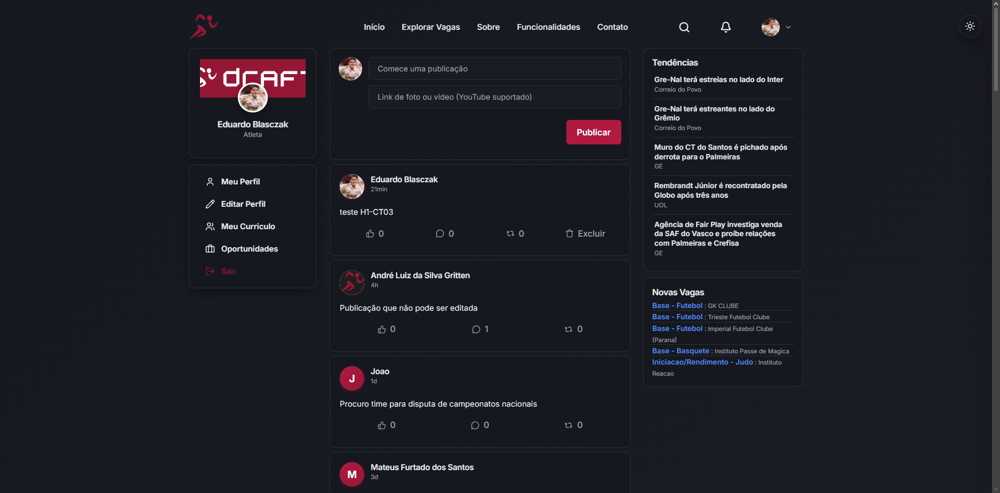 Início
Explorar Vagas
Sobre
Funcionalidades
Contato
DRAFT
Eduardo Blasczak
Atleta
Meu Perfil
Editar Perfil
Meu Curriculo
Oportunidades
Sair
Comece uma publicação
Link de foto ou vídeo (YouTube suportado)
Publicar
Eduardo Blasczak
21min
teste H1-CT03
0
0
0
Excluir
André Luiz da Silva Gritten
4h
Publicação que não pode ser editada
0
1
0
J
Joao
1d
Procuro time para disputa de campeonatos nacionais
0
0
0
M
Mateus Furtado dos Santos
3d
Tendências
Gre-Nal terá estreias no lado do Inter
Correio do Povo
Gre-Nal terá estreantes no lado do
Grêmio
Correio do Povo
Muro do CT do Santos é pichado após
derrota para o Palmeiras
GE
Rembrandt Júnior é recontratado pela
Globo após três anos
UOL
Agência de Fair Play investiga venda
da SAF do Vasco e proíbe relações
com Palmeiras e Crefisa
GE
Novas Vagas
Base - Futebol : GK CLUBE
Base - Futebol : Trieste Futebol Clube
Base - Futebol : Imperial Futebol Clube
(Parana)
Base - Basquete : Instituto Passe de Magica
Iniciacao/Rendimento - Judo : Instituto
Reacao